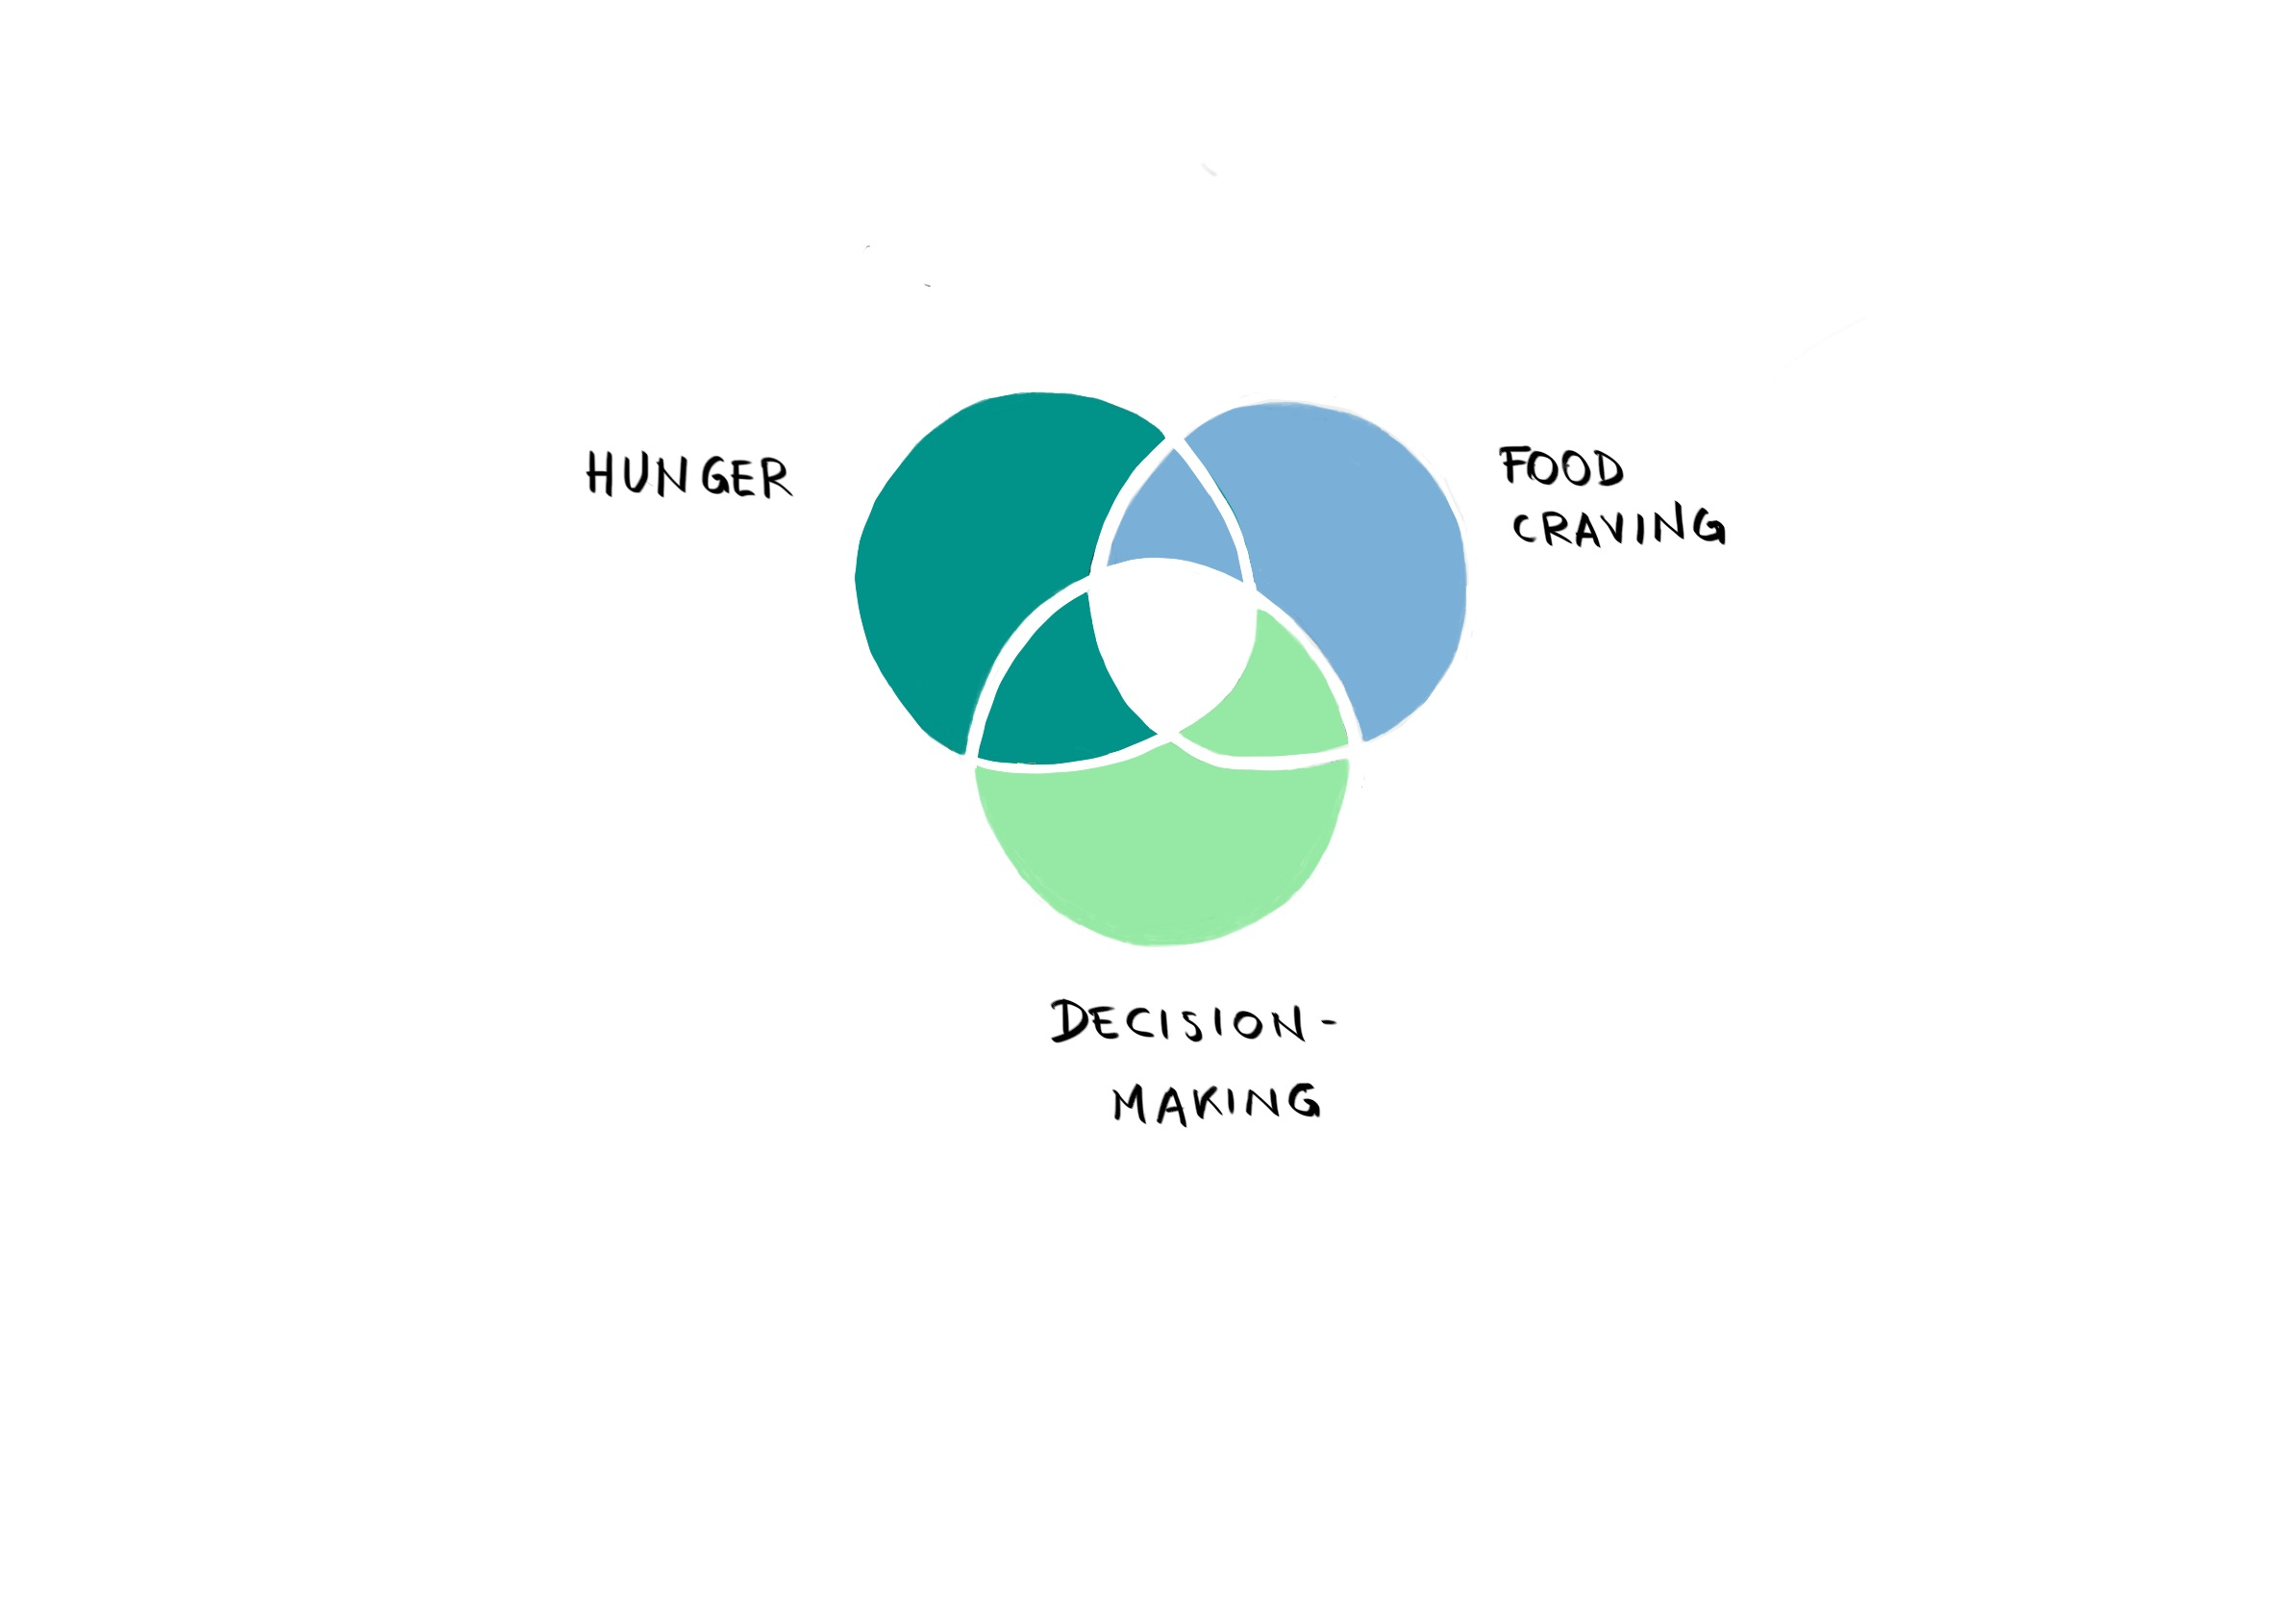 HUNGER
FOOD
CRAVING
DECISION-
MAKING